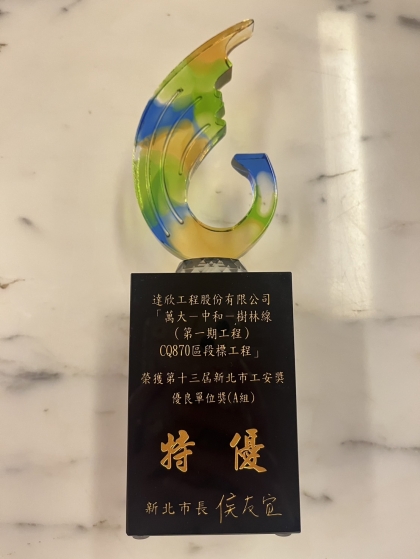 達欣工程股份有限公司
「萬大－中和－樹林線
(第一期工程)
CQ870區段標工程」
榮獲第十三屆新北市工安獎
優良單位獎(A組)
特優
新北市長 侯友宜